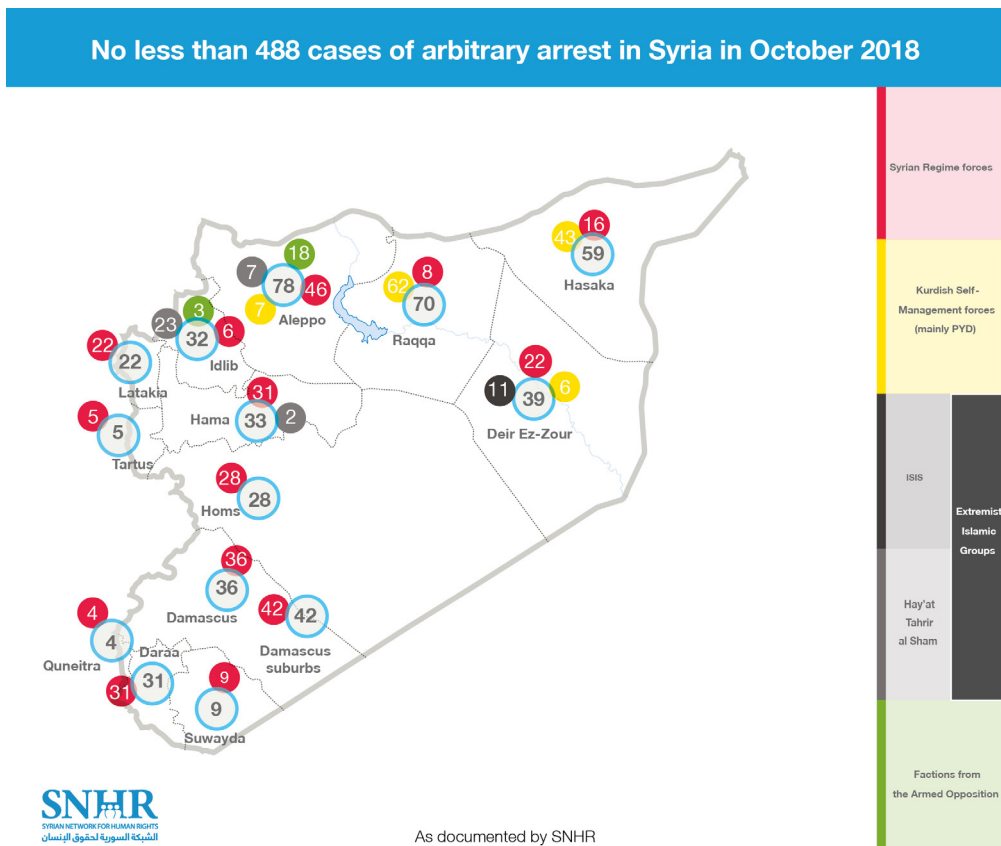 No less than 488 cases of arbitrary arrest in Syria in October 2018
Syrian Regime forces
Kurdish Self-
Management forces
(mainly PYD)
ISIS
Extremist
Islamic
Groups
Hay'at
Tahrir
al Sham
Factions from
the Armed Opposition
16
43
59
Hasaka
18
7
78
46
7
Aleppo
8
62
70
Raqqa
3
23
6
32
Idlib
22
22
Latakia
22
11
6
39
Deir Ez-Zour
31
Hama
33
2
5
5
Tartus
28
Homs
28
36
36
Damascus
42
42
Damascus
suburbs
4
4
Quneitra
Daraa
31
31
9
9
Suwayda
SNHR
SYRIAN NETWORK FOR HUMAN RIGHTS
الشبكة السورية لحقوق الإنسان
As documented by SNHR